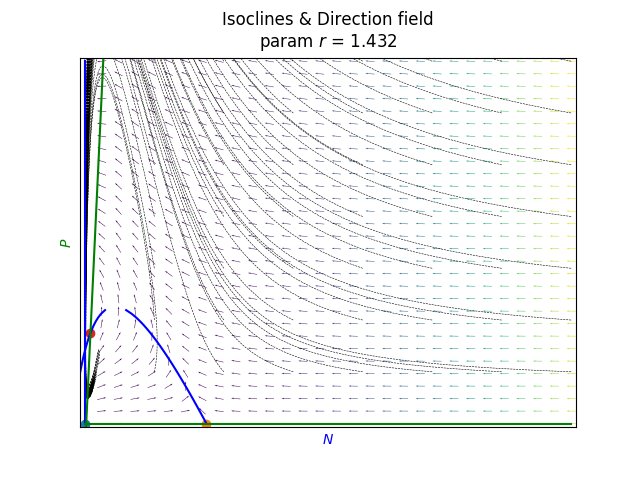 Isoclines & Direction field
param r = 1.432
P
N